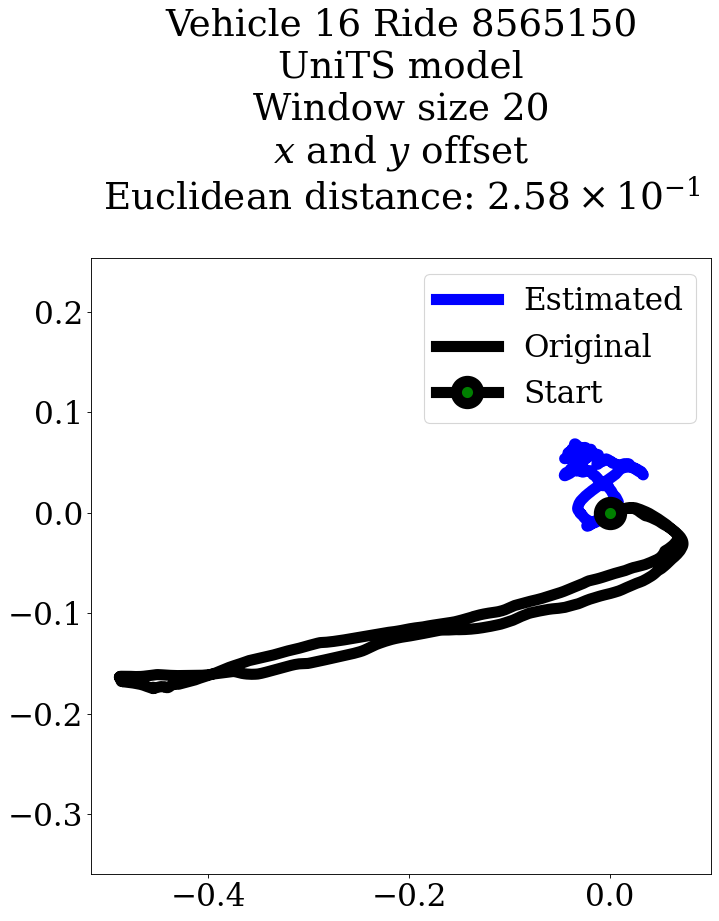 Vehicle 16 Ride 8565150
UniTS model
Window size 20
x and y offset
Euclidean distance: 2.58 × 10⁻¹
Estimated
Original
Start
0.2
0.1
0.0
−0.1
−0.2
−0.3
−0.4
−0.2
0.0